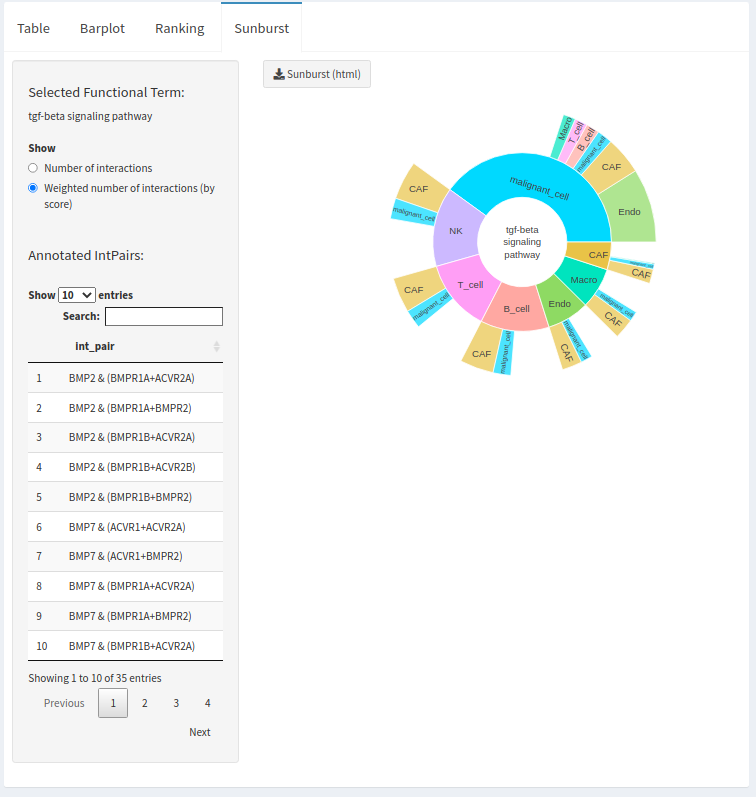 Table Barplot Ranking Sunburst
Selected Functional Term:
tgf-beta signaling pathway
Show
Number of interactions
Weighted number of interactions (by
score)
Annotated IntPairs:
Show 10 entries
Search:
int_pair
1 BMP2 & (BMPR1A+ACVR2A)
2 BMP2 & (BMPR1A+BMPR2)
3 BMP2 & (BMPR1B+ACVR2A)
4 BMP2 & (BMPR1B+ACVR2B)
5 BMP2 & (BMPR1B+BMPR2)
6 BMP7 & (ACVR1+ACVR2A)
7 BMP7 & (ACVR1+BMPR2)
8 BMP7 & (BMPR1A+ACVR2A)
9 BMP7 & (BMPR1A+BMPR2)
10 BMP7 & (BMPR1B+ACVR2A)
Showing 1 to 10 of 35 entries
Previous 1 2 3 4
Next
Sunburst (html)
tgf-beta
signaling
pathway
malignant_cell
Macro
T_cell
B_cell
malignant_cell
CAF
Endo
NK
CAF
malignant_cell
T_cell
CAF
malignant_cell
B_cell
CAF
malignant_cell
Endo
CAF
malignant_cell
Macro
CAF
malignant_cell
CAF
CAF